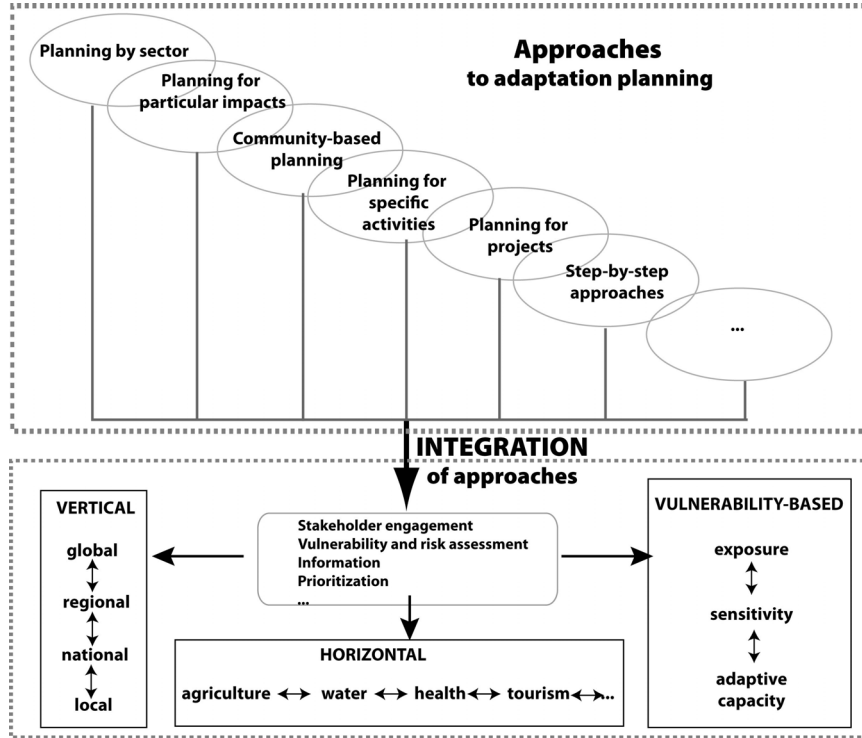 Planning by sector
Approaches
to adaptation planning
Planning for
particular impacts
Community-based
planning
Planning for
specific
activities
Planning for
projects
Step-by-step
approaches
...
INTEGRATION
of approaches
VERTICAL
global
regional
national
local
Stakeholder engagement
Vulnerability and risk assessment
Information
Prioritization
...
HORIZONTAL
agriculture water health tourism ...
VULNERABILITY-BASED
exposure
sensitivity
adaptive
capacity